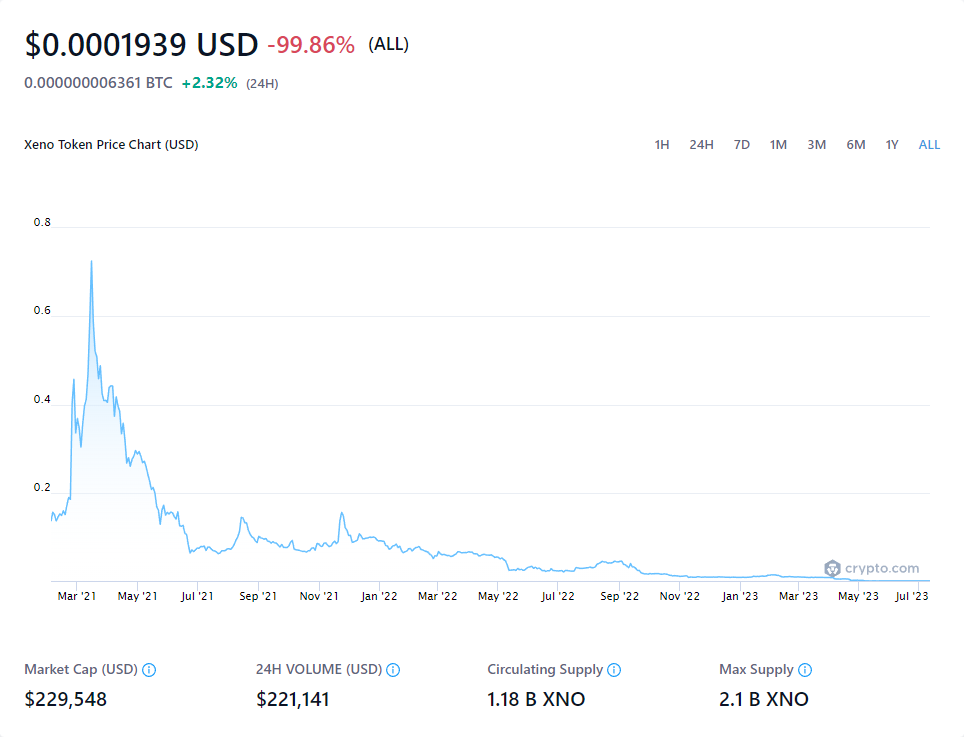 $0.0001939 USD -99.86% (ALL)
0.000000006361 BTC +2.32% (24H)
Xeno Token Price Chart (USD) 1H 24H 7D 1M 3M 6M 1Y ALL
0.8
0.6
0.4
0.2
crypto.com
Mar '21 May '21 Jul '21 Sep '21 Nov '21 Jan '22 Mar '22 May '22 Jul '22 Sep '22 Nov '22 Jan '23 Mar '23 May '23 Jul '23
Market Cap (USD) 24H VOLUME (USD) Circulating Supply Max Supply
$229,548 $221,141 1.18 B XNO 2.1 B XNO